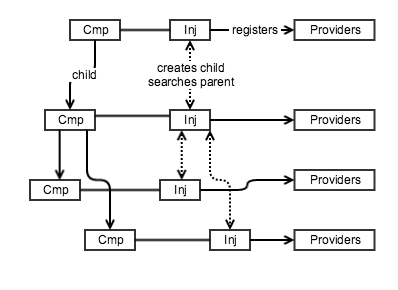 Cmp Inj registers Providers
child
creates child
searches parent
Cmp Inj Providers
Cmp Inj Providers
Cmp Inj Providers